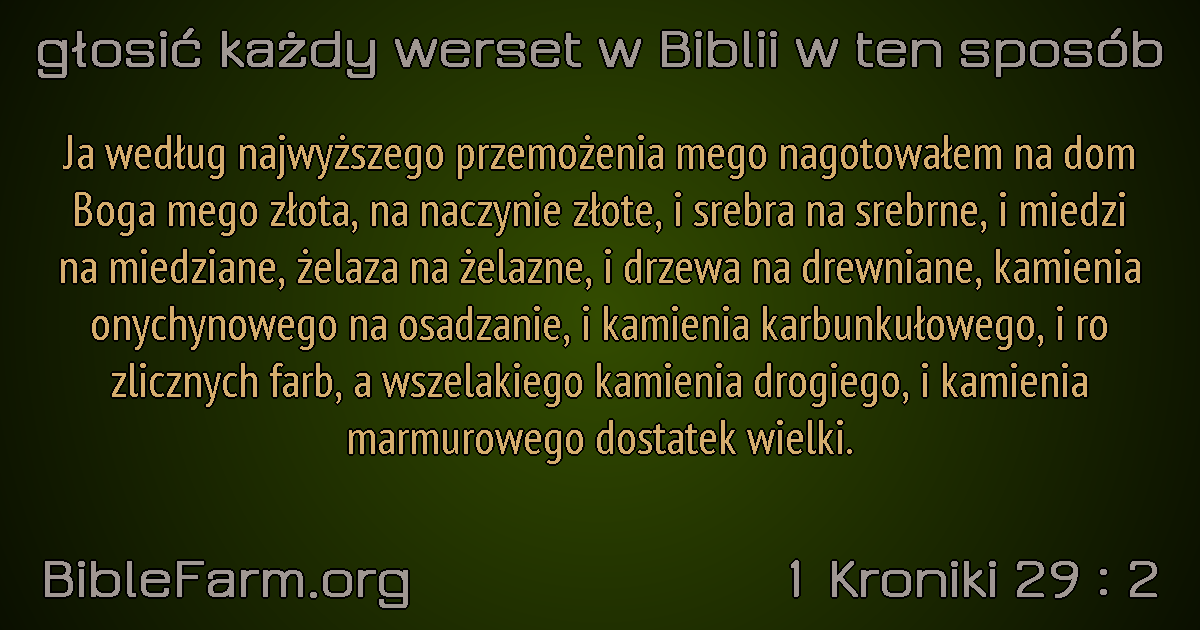 głosić każdy werset w Biblii w ten sposób
Ja według najwyższego przemożenia mego nagotowałem na dom
Boga mego złota, na naczynie złote, i srebra na srebrne, i miedzi
na miedziane, żelaza na żelazne, i drzewa na drewniane, kamienia
onychynowego na osadzanie, i kamienia karbunkułowego, i ro
zlicznych farb, a wszelakiego kamienia drogiego, i kamienia
marmurowego dostatek wielki.
BibleFarm.org
1 Kroniki 29 : 2